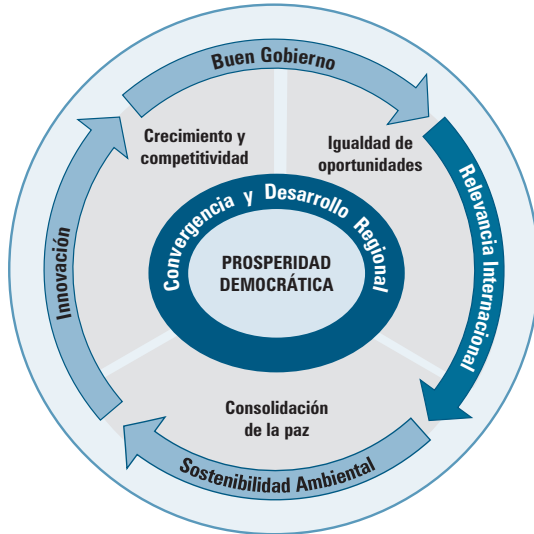 Buen Gobierno
Crecimiento y
competitividad
Igualdad de
oportunidades
Relevancia Internacional
Convergencia y Desarrollo Regional
PROSPERIDAD
DEMOCRÁTICA
Innovación
Consolidación
de la paz
Sostenibilidad Ambiental